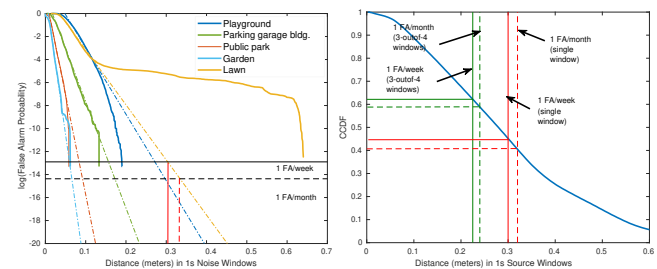 Playground
Parking garage bldg.
Public park
Garden
Lawn
log(False Alarm Probability)
0
-2
-4
-6
-8
-10
-12
-14
-16
-18
-20
1 FA/week
1 FA/month
0 0.1 0.2 0.3 0.4 0.5 0.6 0.7
Distance (meters) in 1s Noise Windows
CCDF
1
0.9
0.8
0.7
0.6
0.5
0.4
0.3
0.2
0.1
0
1 FA/month
(3-outof-4
windows)
1 FA/month
(single
window)
1 FA/week
(3-outof-4
windows)
1 FA/week
(single
window)
0 0.1 0.2 0.3 0.4 0.5 0.6
Distance (meters) in 1s Source Windows